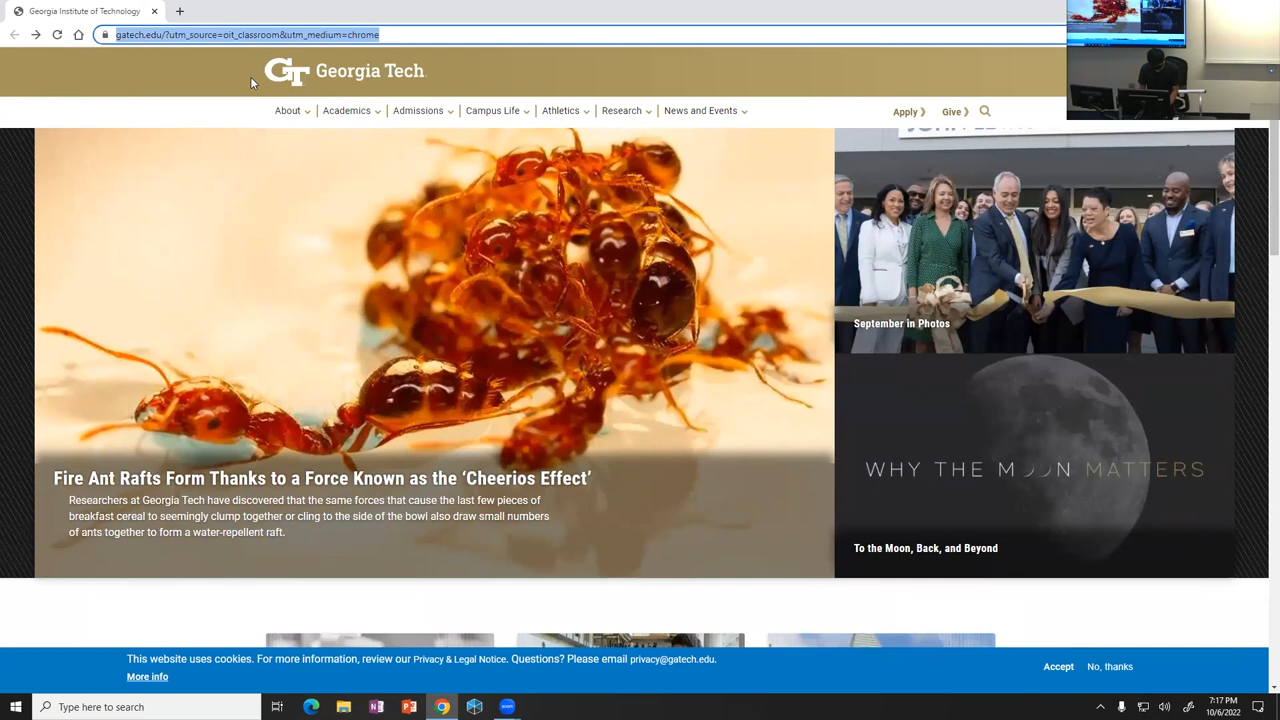 Georgia Institute of Technology
gatech.edu/?utm_source=oit_classroom&utm_medium=chrome
GT Georgia Tech
About
Academics
Admissions
Campus Life
Athletics
Research
News and Events
Apply
Give
Fire Ant Rafts Form Thanks to a Force Known as the ‘Cheerios Effect’
Researchers at Georgia Tech have discovered that the same forces that cause the last few pieces of
breakfast cereal to seemingly clump together or cling to the side of the bowl also draw small numbers
of ants together to form a water-repellent raft.
September in Photos
WHY THE MOON MATTERS
To the Moon, Back, and Beyond
This website uses cookies. For more information, review our Privacy & Legal Notice. Questions? Please email privacy@gatech.edu.
More info
Accept
No, thanks
Type here to search
zoom
7:17 PM
10/6/2022